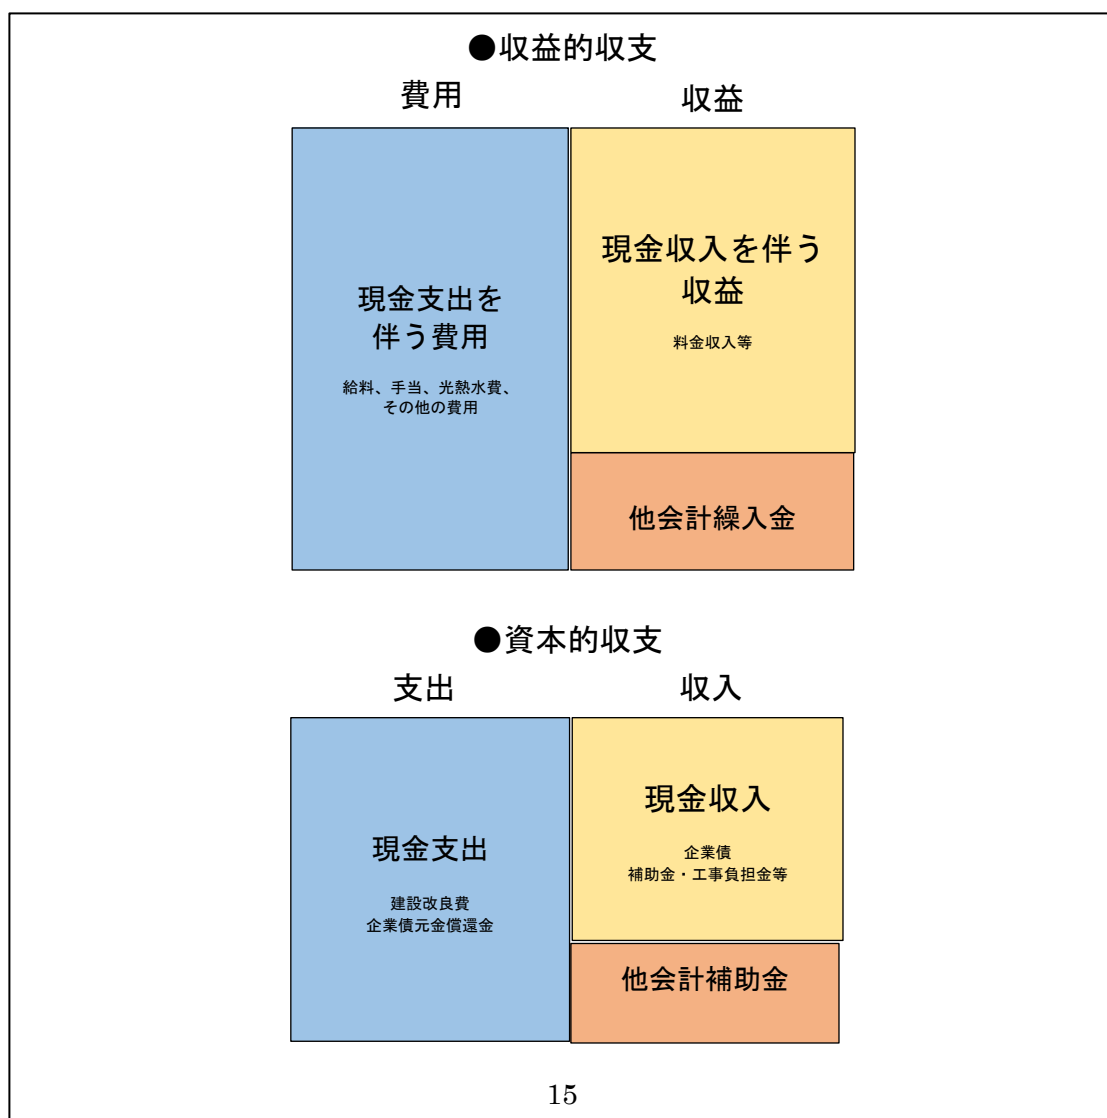 ●収益的収支
費用
収益
現金支出を
伴う費用
給料、手当、光熱水費、
その他の費用
現金収入を伴う
収益
料金収入等
他会計繰入金
●資本的収支
支出
収入
現金支出
建設改良費
企業債元金償還金
現金収入
企業債
補助金・工事負担金等
他会計補助金
15